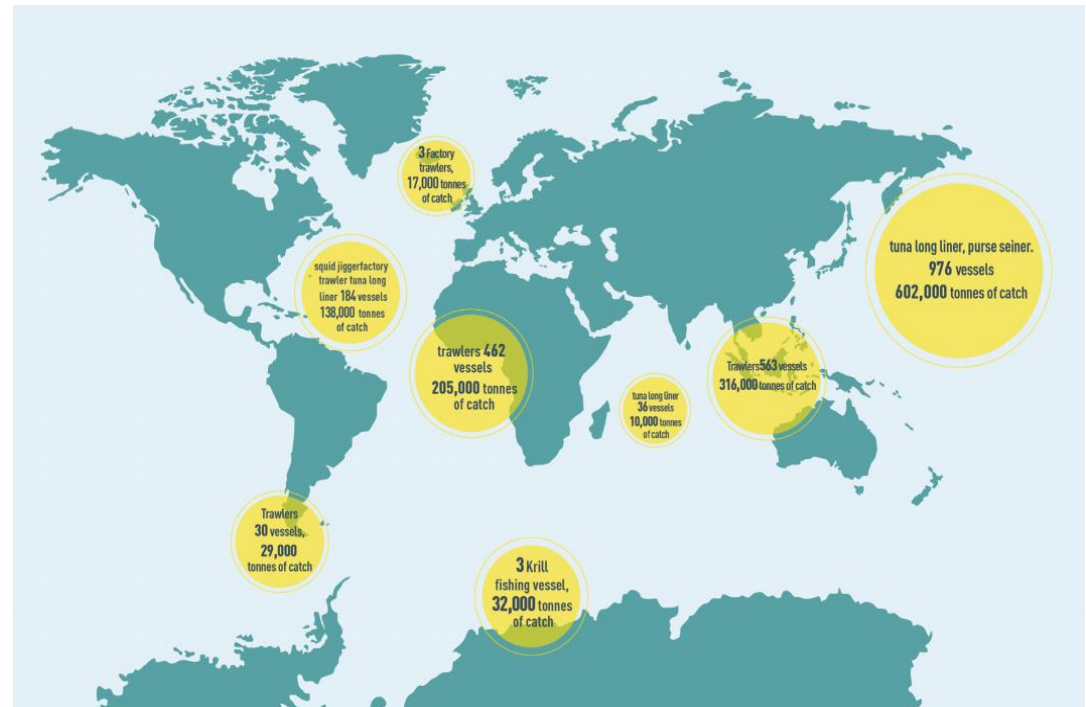 3 Factory
trawlers,
17,000 tonnes
of catch
tuna long liner, purse seiner.
976 vessels
602,000 tonnes of catch
squid jiggerfactory
trawler tuna long
liner 184 vessels
138,000 tonnes
of catch
trawlers 462
vessels
205,000 tonnes
of catch
Trawlers563 vessels
316,000 tonnes of catch
tuna long liner
36 vessels
10,000 tonnes
of catch
Trawlers
30 vessels,
29,000
tonnes of catch
3 Krill
fishing vessel,
32,000 tonnes
of catch